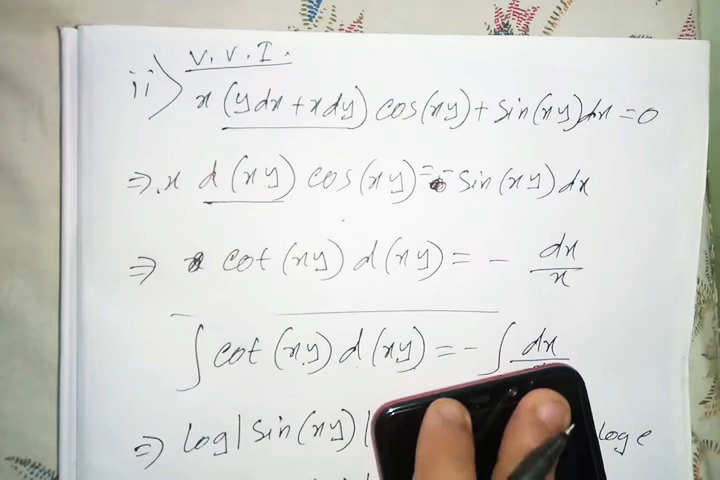 V.V.I.
ii) x (ydx + xdy) cos(xy) + sin(xy)dx = 0
⇒ x d(xy) cos(xy) = - sin(xy) dx
⇒ cot(xy) d(xy) = - dx/x
∫ cot(xy) d(xy) = - ∫ dx
⇒ log|sin(xy)| log c